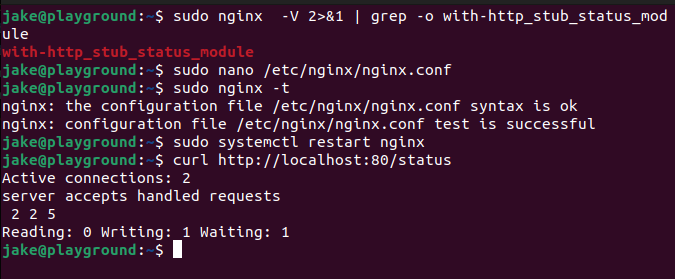 jake@playground:~$ sudo nginx  -V 2>&1 | grep -o with-http_stub_status_mod
ule
with-http_stub_status_module
jake@playground:~$ sudo nano /etc/nginx/nginx.conf
jake@playground:~$ sudo nginx -t
nginx: the configuration file /etc/nginx/nginx.conf syntax is ok
nginx: configuration file /etc/nginx/nginx.conf test is successful
jake@playground:~$ sudo systemctl restart nginx
jake@playground:~$ curl http://localhost:80/status
Active connections: 2
server accepts handled requests
 2 2 5
Reading: 0 Writing: 1 Waiting: 1
jake@playground:~$